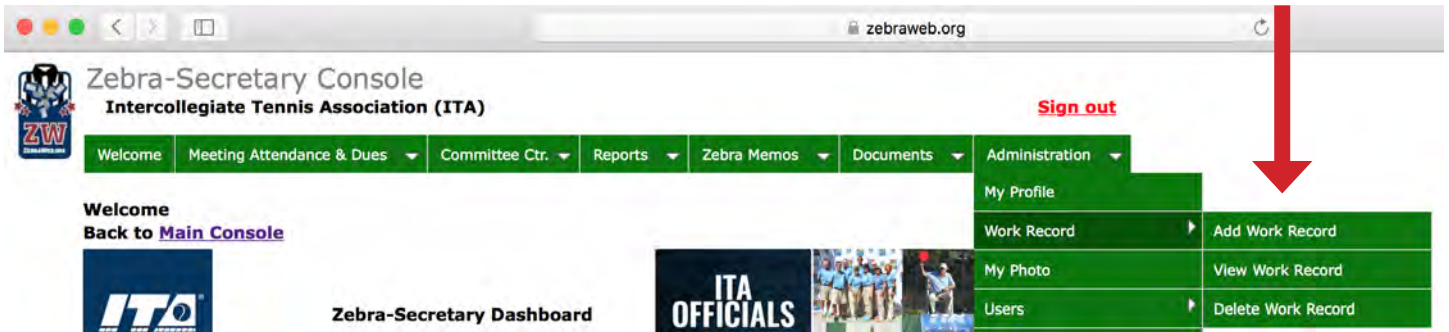 zebraweb.org
Zebra-Secretary Console
Intercollegiate Tennis Association (ITA)
Sign out
ZW
Welcome Meeting Attendance & Dues Committee Ctr. Reports Zebra Memos Documents Administration
My Profile
Welcome
Back to Main Console
Work Record Add Work Record
My Photo View Work Record
Users Delete Work Record
ITA
Zebra-Secretary Dashboard
ITA
OFFICIALS